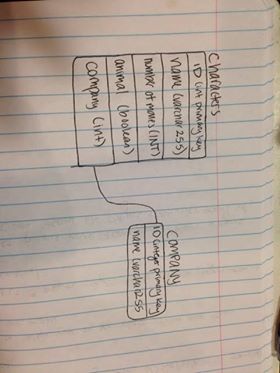 Characters
ID (int primary key
name (varchar 255)
number of movies (INT)
animal (boolean)
company (int)
Company
ID (integer primary key
name (varchar 255